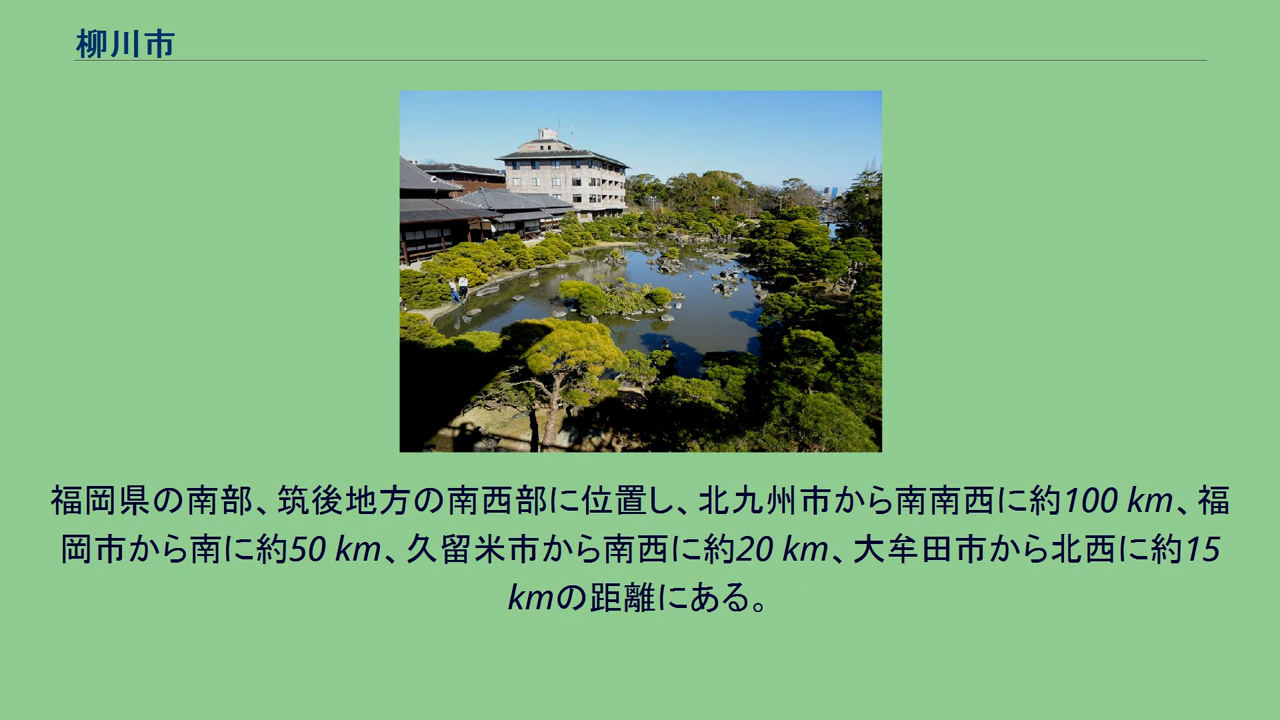 柳川市
福岡県の南部、筑後地方の南西部に位置し、北九州市から南南西に約100 km、福
岡市から南に約50 km、久留米市から南西に約20 km、大牟田市から北西に約15
kmの距離にある。